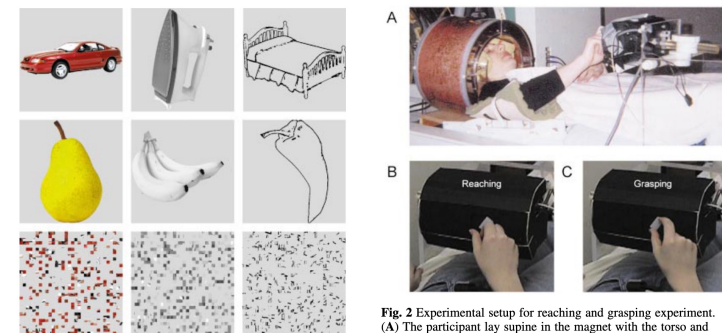 A
B
Reaching
C
Grasping
Fig. 2 Experimental setup for reaching and grasping experiment.
(A) The participant lay supine in the magnet with the torso and